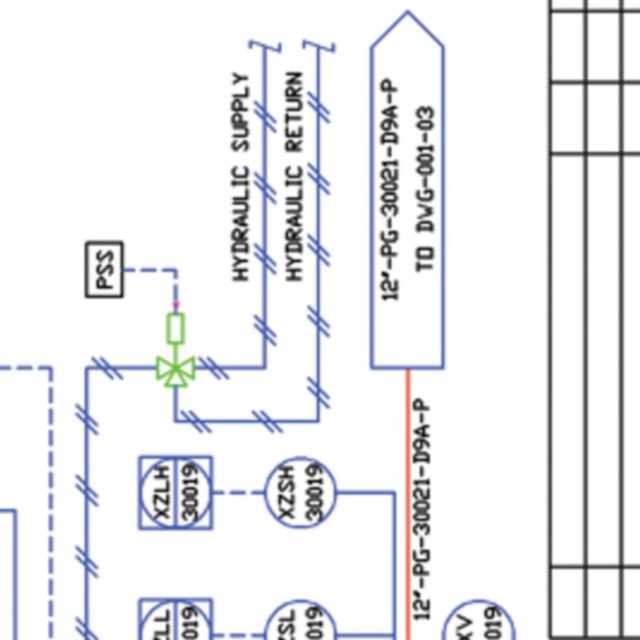 HYDRAULIC SUPPLY
HYDRAULIC RETURN
12"-PG-30021-D9A-P
TO DWG-001-03
PSS
12"-PG-30021-D9A-P
XZLH
30019
XZSH
30019